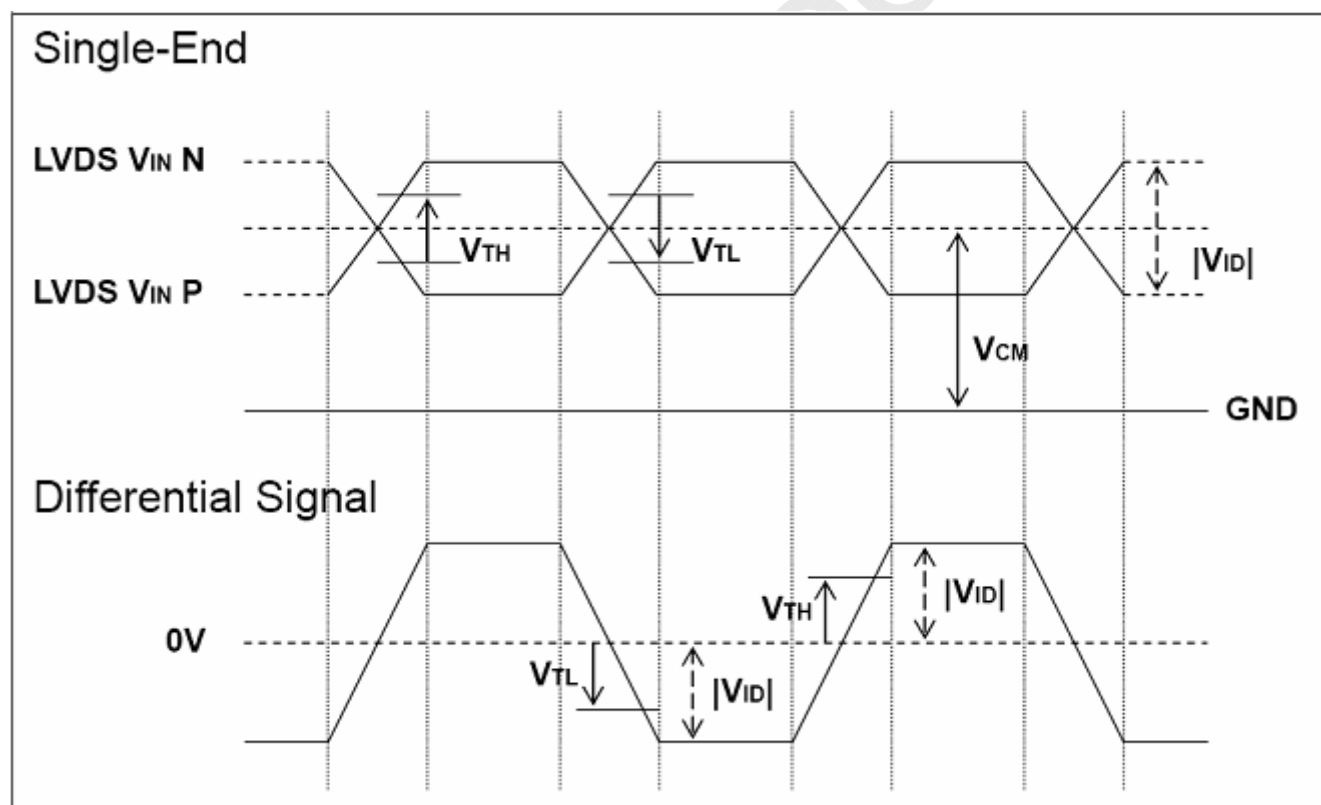 Single-End
LVDS VIN N
VTH
VTL
|VID|
LVDS VIN P
VCM
GND
Differential Signal
VTH
|VID|
0V
VTL
|VID|